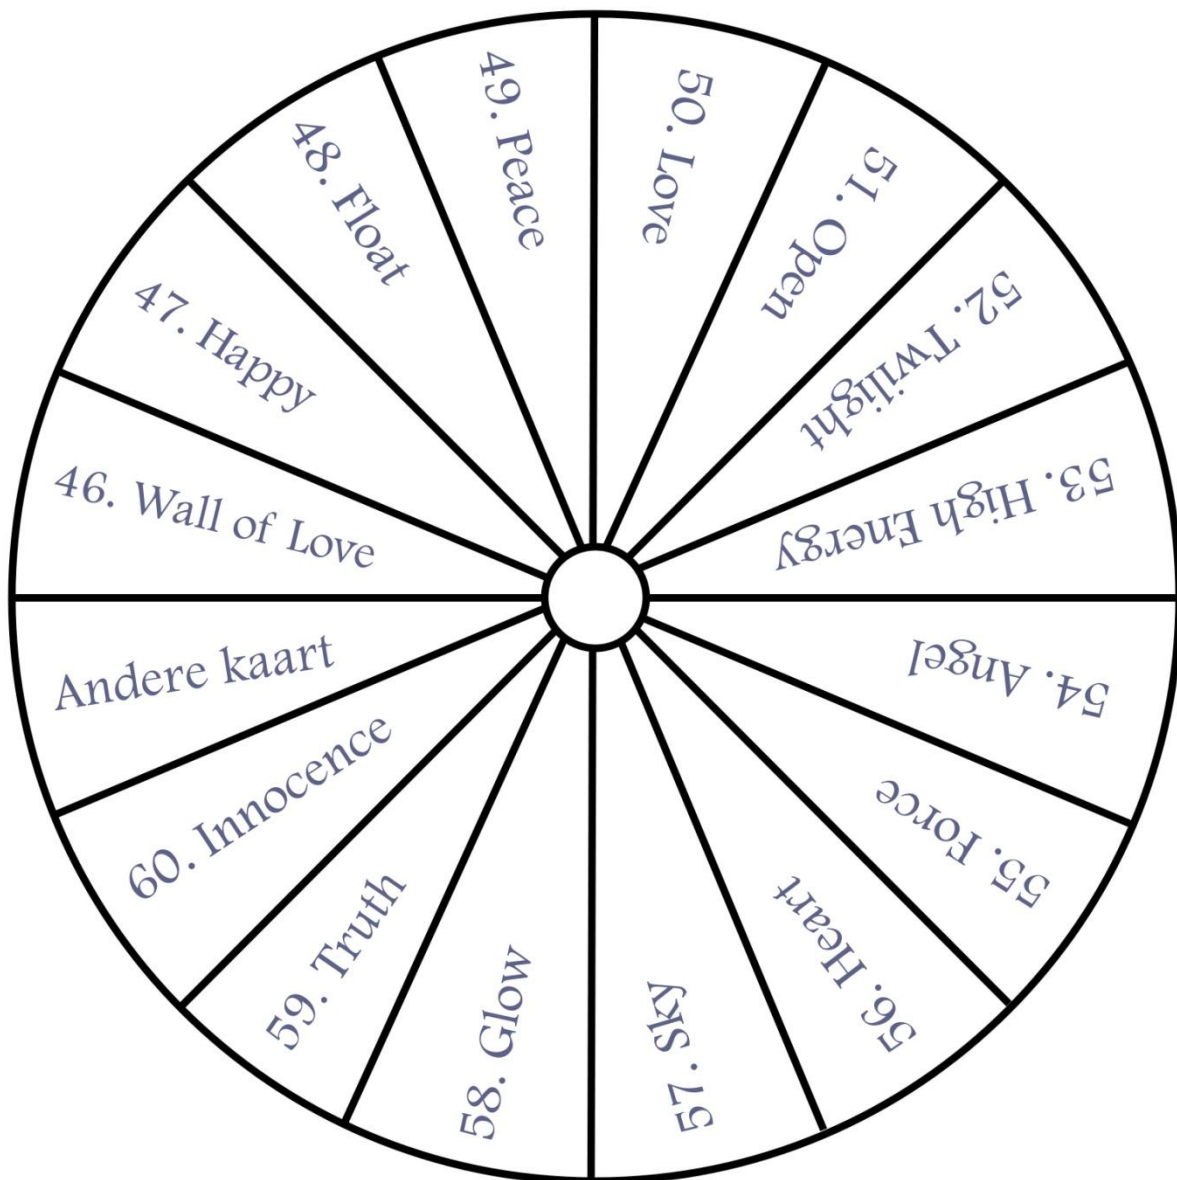 46. Wall of Love
47. Happy
48. Float
49. Peace
50. Love
51. Open
52. Twilight
53. High Energy
54. Angel
55. Force
56. Heart
57. Sky
58. Glow
59. Truth
60. Innocence
Andere kaart